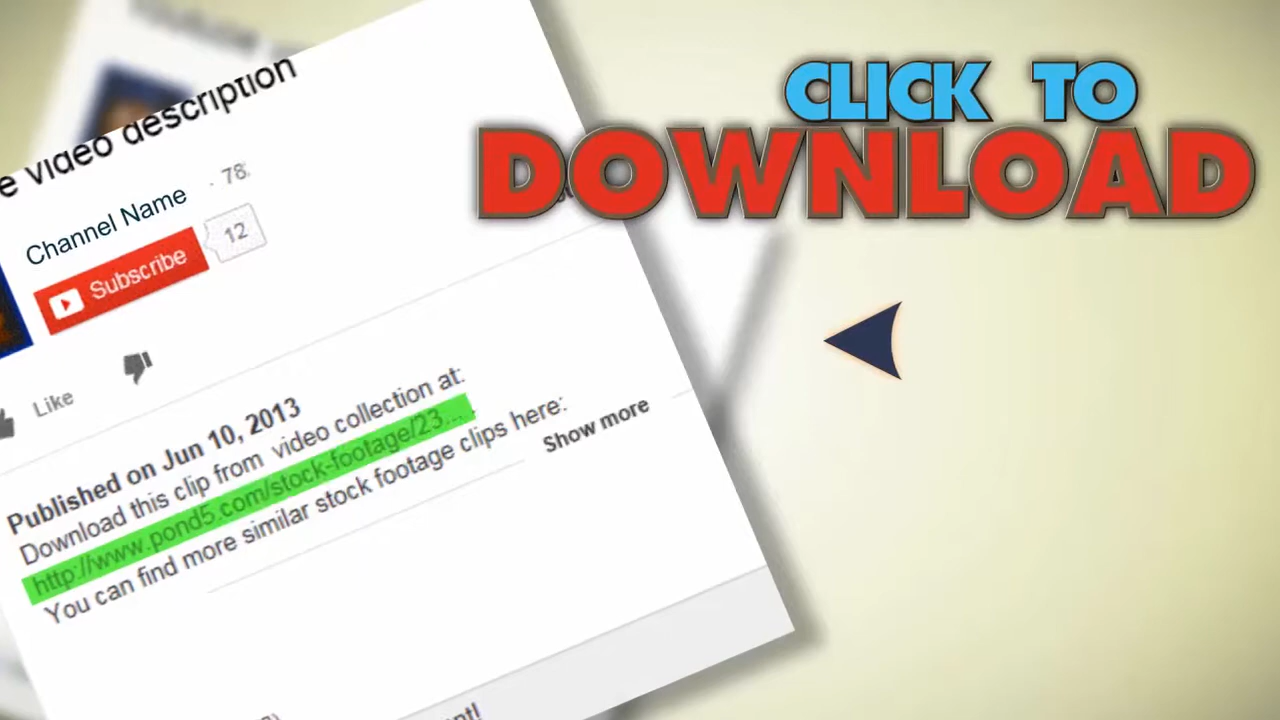 CLICK TO
DOWNLOAD
e video description
Channel Name
78
Subscribe
12
Like
Published on Jun 10, 2013
Download this clip from video collection at:
http://www.pond5.com/stock-footage/23...
You can find more similar stock footage clips here:
Show more